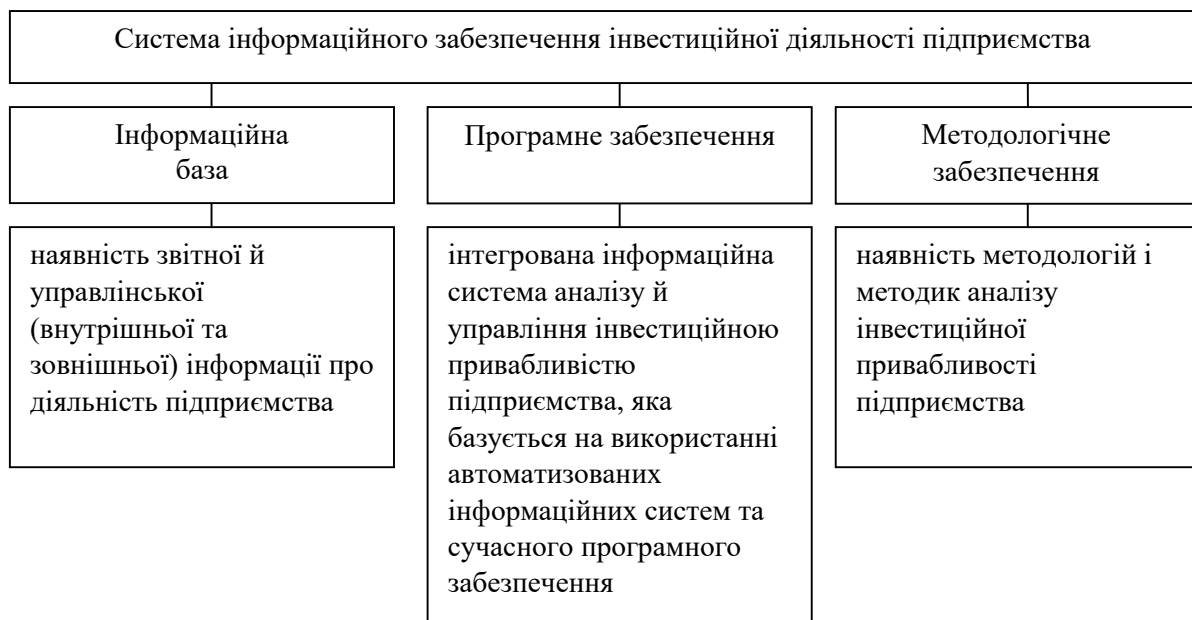 Система інформаційного забезпечення інвестиційної діяльності підприємства
Інформаційна
база
наявність звітної й
управлінської
(внутрішньої та
зовнішньої) інформації про
діяльність підприємства
Програмне забезпечення
інтегрована інформаційна
система аналізу й
управління інвестиційною
привабливістю
підприємства, яка
базується на використанні
автоматизованих
інформаційних систем та
сучасного програмного
забезпечення
Методологічне
забезпечення
наявність методологій і
методик аналізу
інвестиційної
привабливості
підприємства